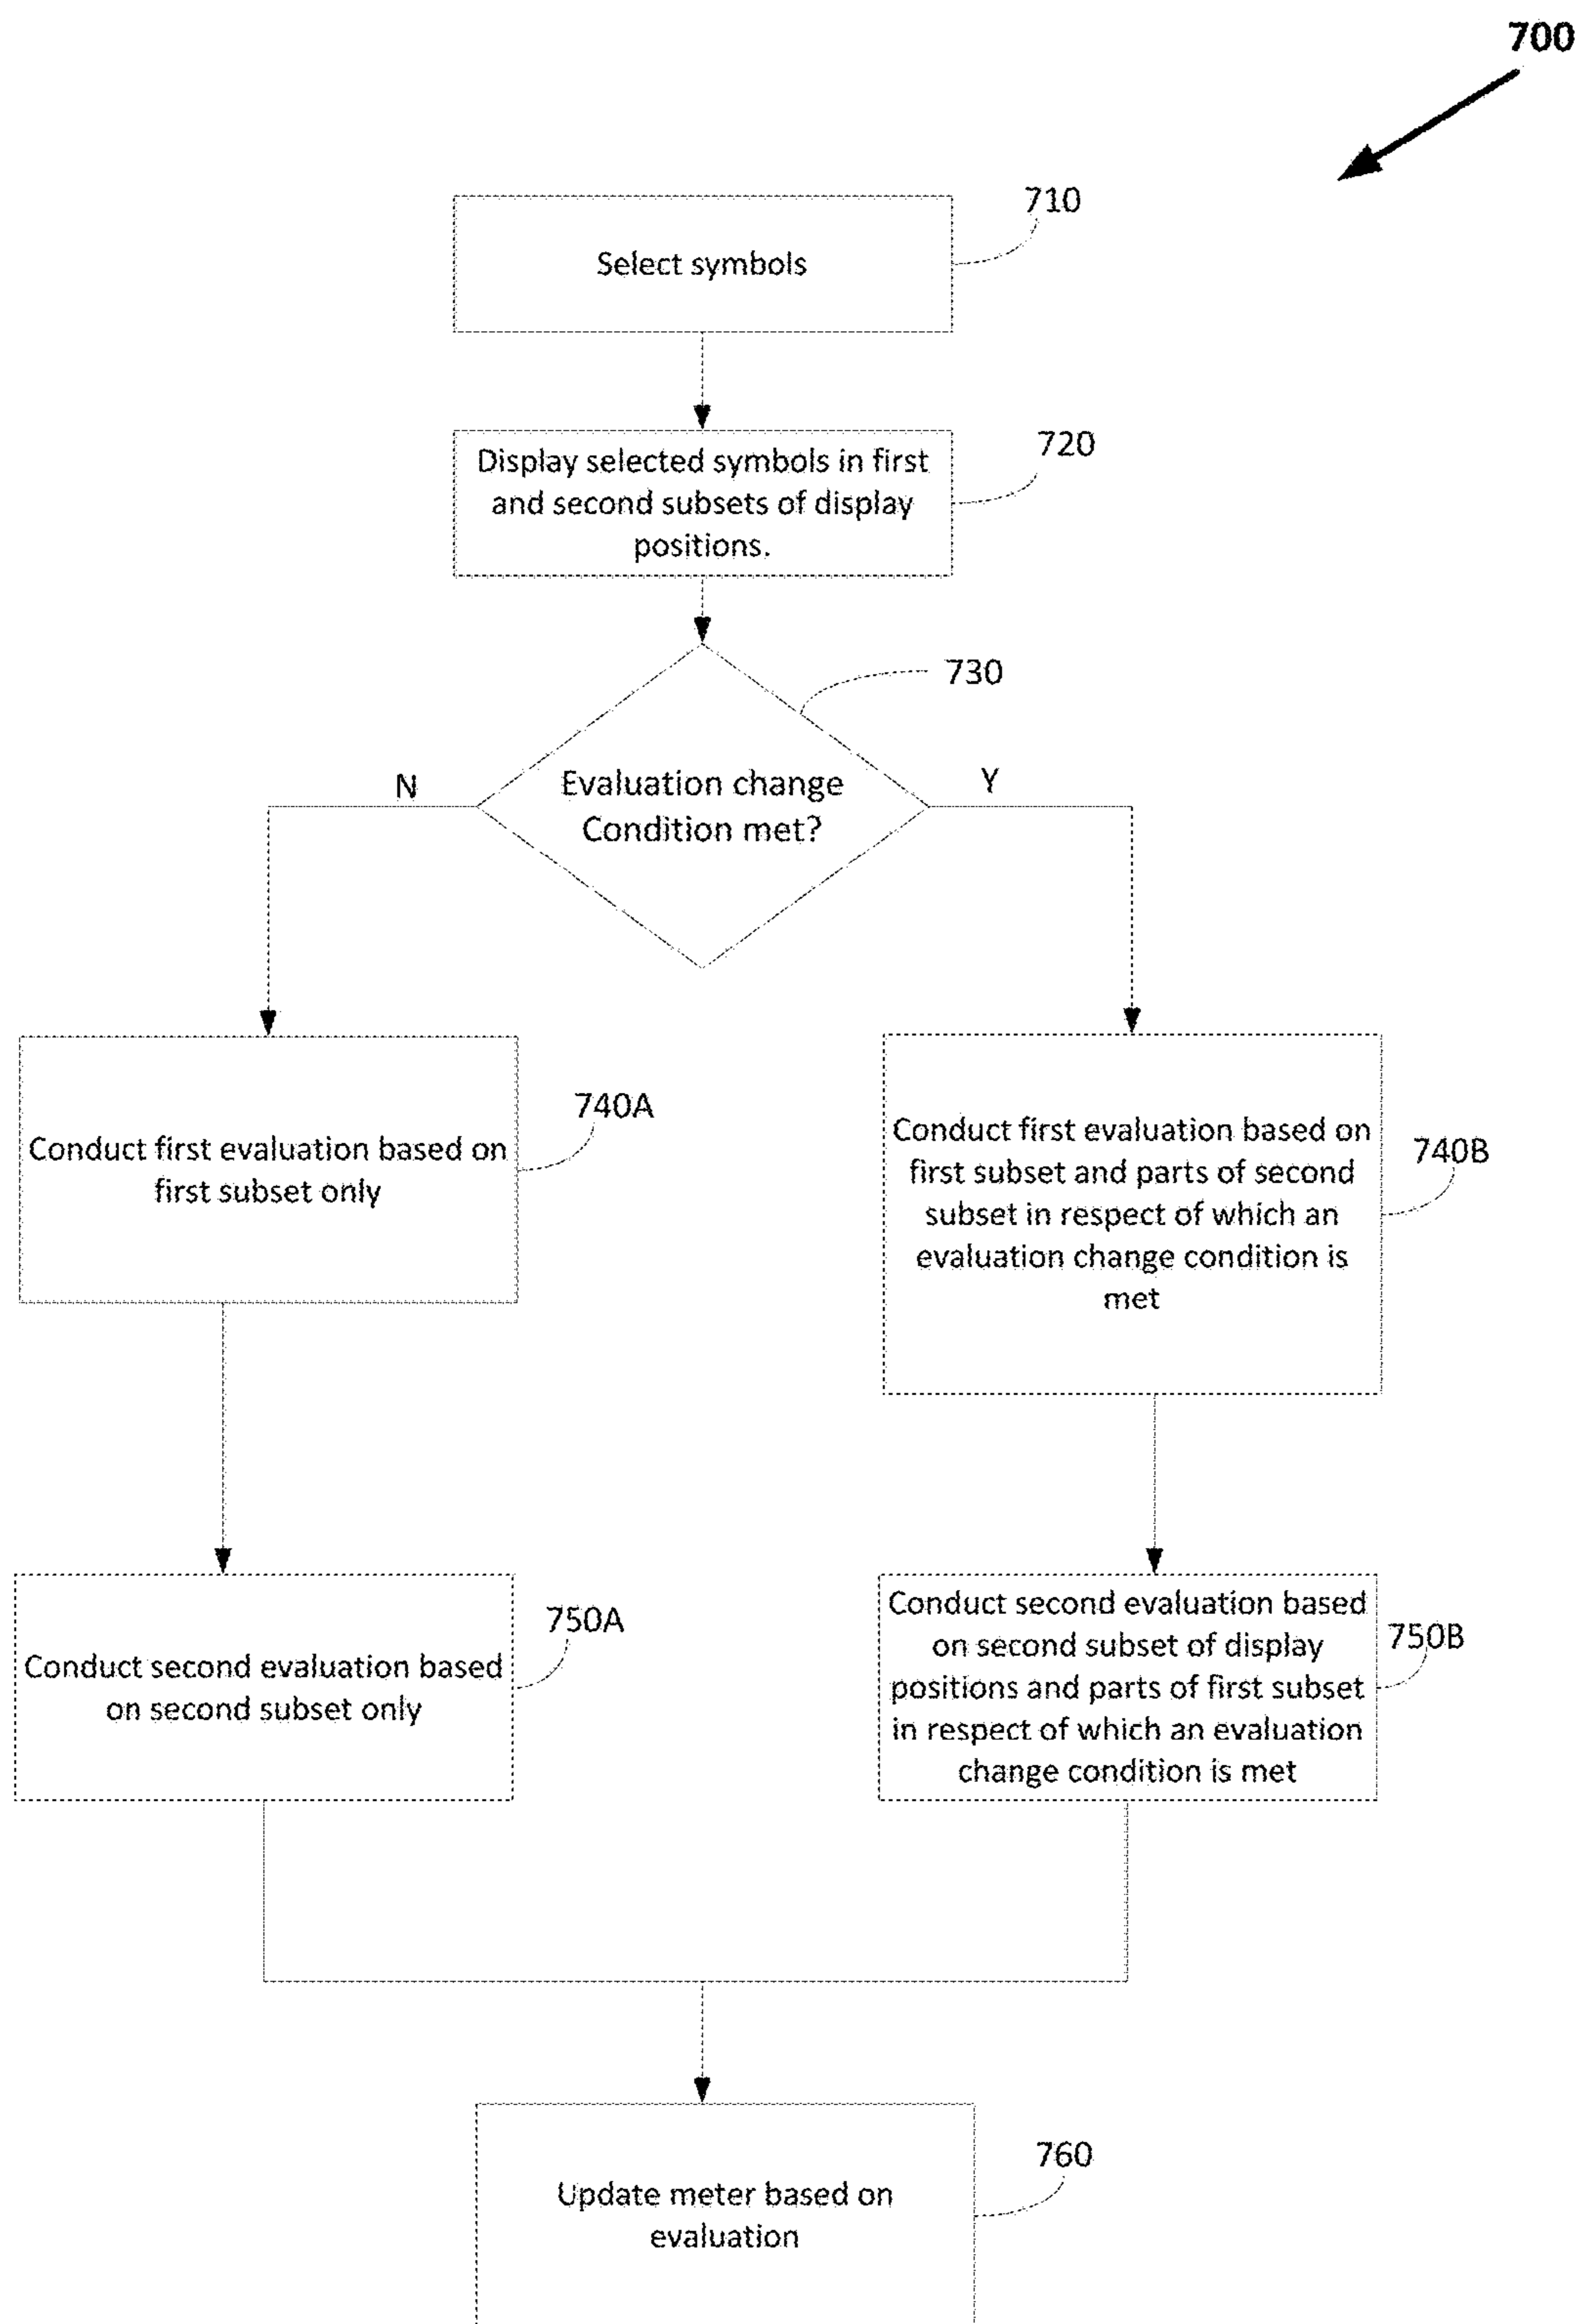 700
710
Select symbols
720
Display selected symbols in first
and second subsets of display
positions.
730
N
Y
Evaluation change
Condition met?
740A
Conduct first evaluation based on
first subset only
740B
Conduct first evaluation based on
first subset and parts of second
subset in respect of which an
evaluation change condition is
met
750A
Conduct second evaluation based
on second subset only
750B
Conduct second evaluation based
on second subset of display
positions and parts of first subset
in respect of which an evaluation
change condition is met
760
Update meter based on
evaluation